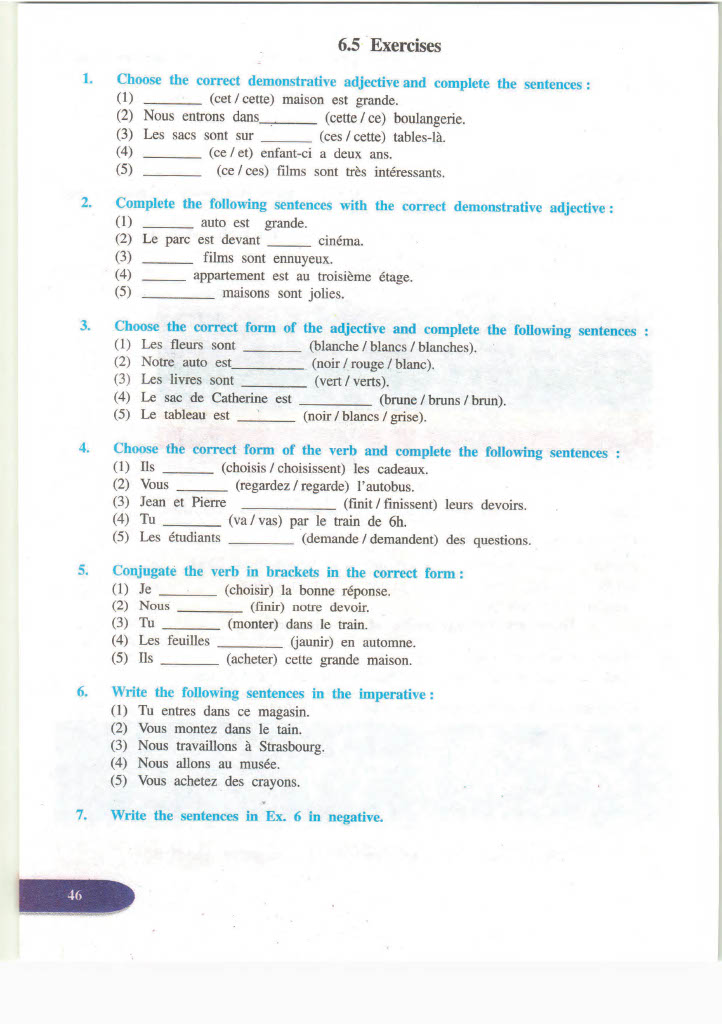 6.5 Exercises
1. Choose the correct demonstrative adjective and complete the sentences :
(1) _______ (cet / cette) maison est grande.
(2) Nous entrons dans_______ (cette / ce) boulangerie.
(3) Les sacs sont sur _______ (ces / cette) tables-là.
(4) _______ (ce / et) enfant-ci a deux ans.
(5) _______ (ce / ces) films sont très intéressants.
2. Complete the following sentences with the correct demonstrative adjective :
(1) _______ auto est grande.
(2) Le parc est devant ______ cinéma.
(3) _______ films sont ennuyeux.
(4) ______ appartement est au troisième étage.
(5) __________ maisons sont jolies.
3. Choose the correct form of the adjective and complete the following sentences :
(1) Les fleurs sont ________ (blanche / blancs / blanches).
(2) Notre auto est__________ (noir / rouge / blanc).
(3) Les livres sont _________ (vert / verts).
(4) Le sac de Catherine est __________ (brune / bruns / brun).
(5) Le tableau est ________ (noir / blancs / grise).
4. Choose the correct form of the verb and complete the following sentences :
(1) Ils _______ (choisis / choisissent) les cadeaux.
(2) Vous _______ (regardez / regarde) l'autobus.
(3) Jean et Pierre _____________ (finit / finissent) leurs devoirs.
(4) Tu ________ (va / vas) par le train de 6h.
(5) Les étudiants _________ (demande / demandent) des questions.
5. Conjugate the verb in brackets in the correct form :
(1) Je ________ (choisir) la bonne réponse.
(2) Nous _________ (finir) notre devoir.
(3) Tu ________ (monter) dans le train.
(4) Les feuilles _________ (jaunir) en automne.
(5) Ils ________ (acheter) cette grande maison.
6. Write the following sentences in the imperative :
(1) Tu entres dans ce magasin.
(2) Vous montez dans le tain.
(3) Nous travaillons à Strasbourg.
(4) Nous allons au musée.
(5) Vous achetez des crayons.
7. Write the sentences in Ex. 6 in negative.
46